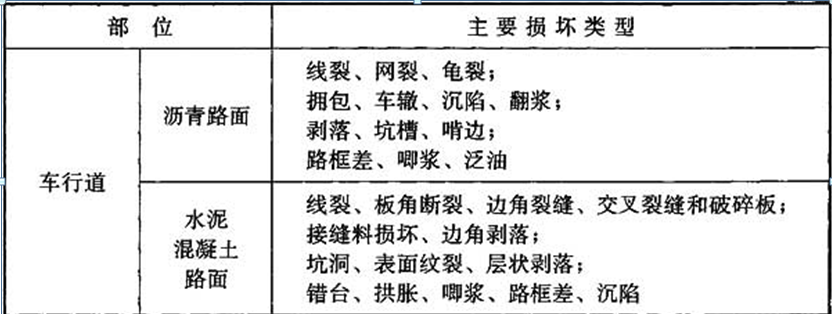 部 位 主要损坏类型
车行道
沥青路面
线裂、网裂、龟裂；
拥包、车辙、沉陷、翻浆；
剥落、坑槽、啃边；
路框差、唧浆、泛油
水泥
混凝土
路面
线裂、板角断裂、边角裂缝、交叉裂缝和破碎板；
接缝料损坏、边角剥落；
坑洞、表面纹裂、层状剥落；
错台、拱胀、唧浆、路框差、沉陷